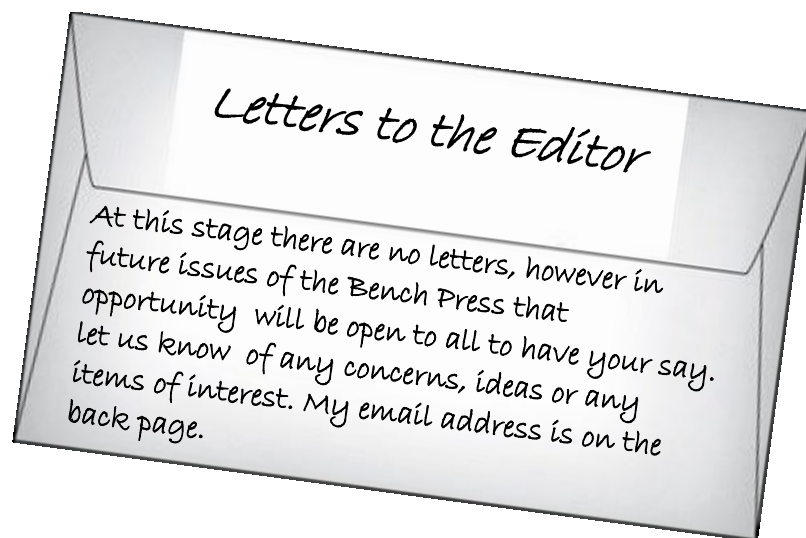 Letters to the Editor
At this stage there are no letters, however in
future issues of the Bench Press that
opportunity will be open to all to have your say.
let us know of any concerns, ideas or any
items of interest. My email address is on the
back page.